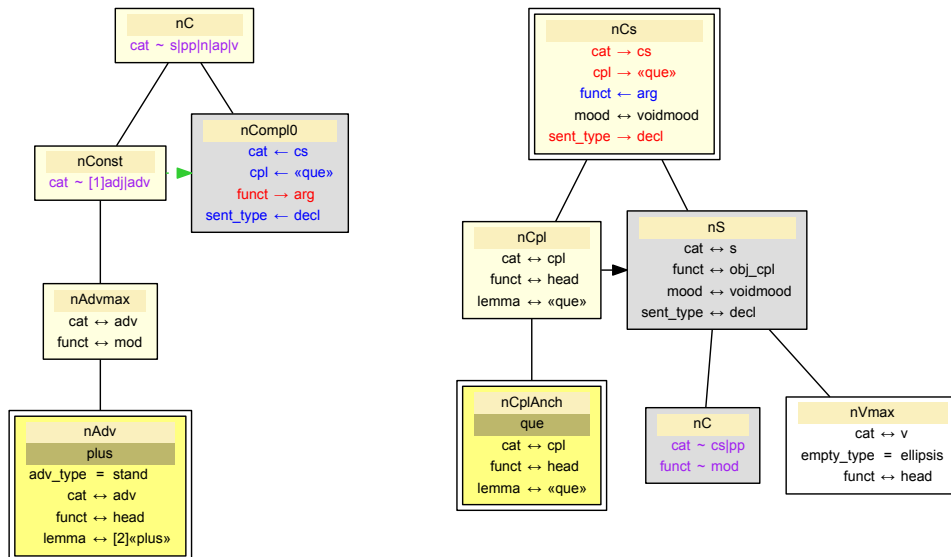 nC
cat ~ s|pp|n|ap|v
nCompl0
cat ← cs
cpl ← «que»
funct → arg
sent_type ← decl
nConst
cat ~ [1]adj|adv
nAdvmax
cat ↔ adv
funct ↔ mod
nAdv
plus
adv_type = stand
cat ↔ adv
funct ↔ head
lemma ↔ [2]«plus»
nCs
cat → cs
cpl → «que»
funct ← arg
mood ↔ voidmood
sent_type → decl
nCpl
cat ↔ cpl
funct ↔ head
lemma ↔ «que»
nS
cat ↔ s
funct ↔ obj_cpl
mood ↔ voidmood
sent_type ↔ decl
nCplAnch
que
cat ↔ cpl
funct ↔ head
lemma ↔ «que»
nC
cat ~ cs|pp
funct ~ mod
nVmax
cat ↔ v
empty_type = ellipsis
funct ↔ head